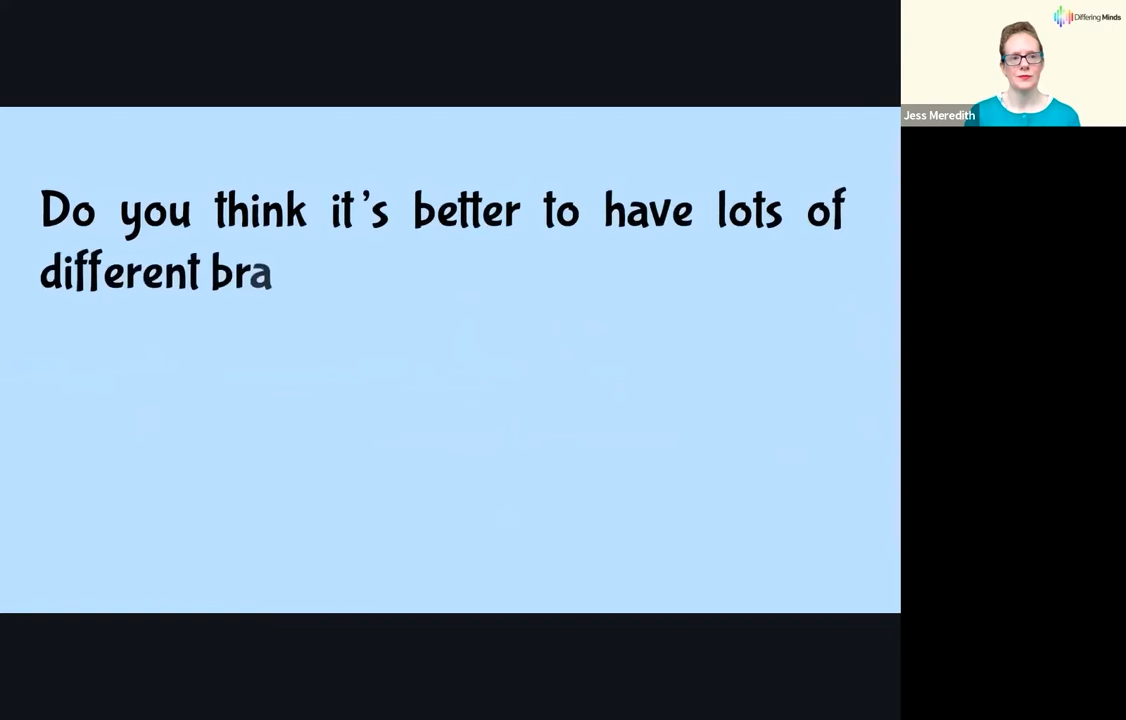 Differing Minds
Jess Meredith
Do you think it's better to have lots of
different bra